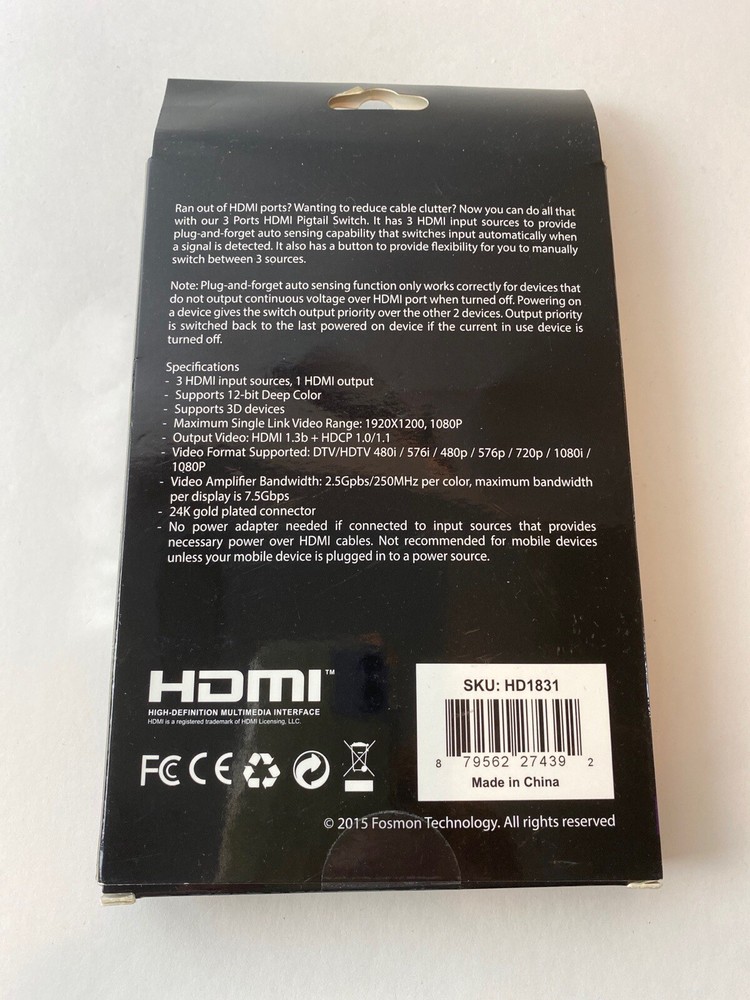 Ran out of HDMI ports? Wanting to reduce cable clutter? Now you can do all that
with our 3 Ports HDMI Pigtail Switch. It has 3 HDMI input sources to provide
plug-and-forget auto sensing capability that switches input automatically when
a signal is detected. It also has a button to provide flexibility for you to manually
switch between 3 sources.
Note: Plug-and-forget auto sensing function only works correctly for devices that
do not output continuous voltage over HDMI port when turned off. Powering on
a device gives the switch output priority over the other 2 devices. Output priority
is switched back to the last powered on device if the current in use device is
turned off.
Specifications
- 3 HDMI input sources, 1 HDMI output
- Supports 12-bit Deep Color
- Supports 3D devices
- Maximum Single Link Video Range: 1920X1200, 1080P
- Output Video: HDMI 1.3b + HDCP 1.0/1.1
- Video Format Supported: DTV/HDTV 480i / 576i / 480p / 576p / 720p / 1080i /
1080P
- Video Amplifier Bandwidth: 2.5Gpbs/250MHz per color, maximum bandwidth
per display is 7.5Gbps
- 24K gold plated connector
- No power adapter needed if connected to input sources that provides
necessary power over HDMI cables. Not recommended for mobile devices
unless your mobile device is plugged in to a power source.
HDMI™
HIGH-DEFINITION MULTIMEDIA INTERFACE
HDMI is a registered trademark of HDMI Licensing, LLC.
FC CE
SKU: HD1831
8 79562 27439 2
Made in China
© 2015 Fosmon Technology. All rights reserved